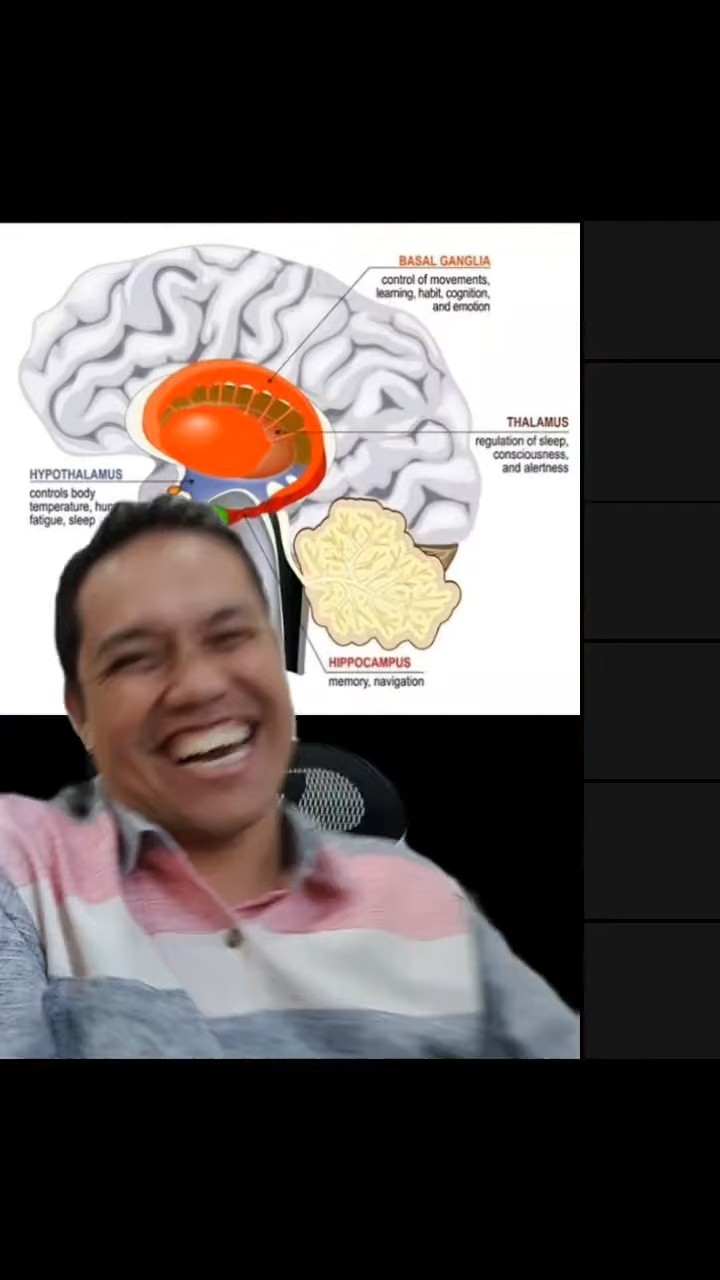 BASAL GANGLIA
control of movements,
learning, habit, cognition,
and emotion
THALAMUS
regulation of sleep,
consciousness,
and alertness
HYPOTHALAMUS
controls body
temperature,
fatigue, sleep
HIPPOCAMPUS
memory, navigation